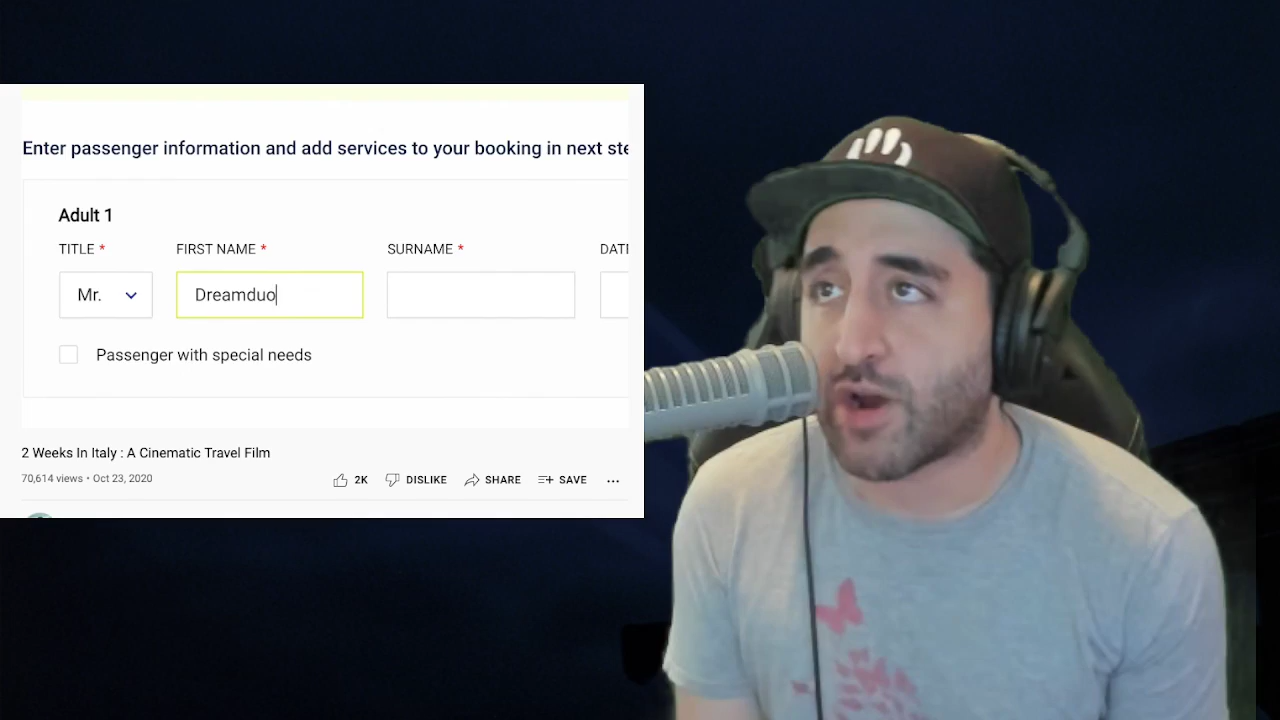 Enter passenger information and add services to your booking in next ste
Adult 1
TITLE * FIRST NAME * SURNAME * DATE
Mr. Dreamduo
Passenger with special needs
2 Weeks In Italy : A Cinematic Travel Film
70,614 views • Oct 23, 2020 2K DISLIKE SHARE SAVE ...